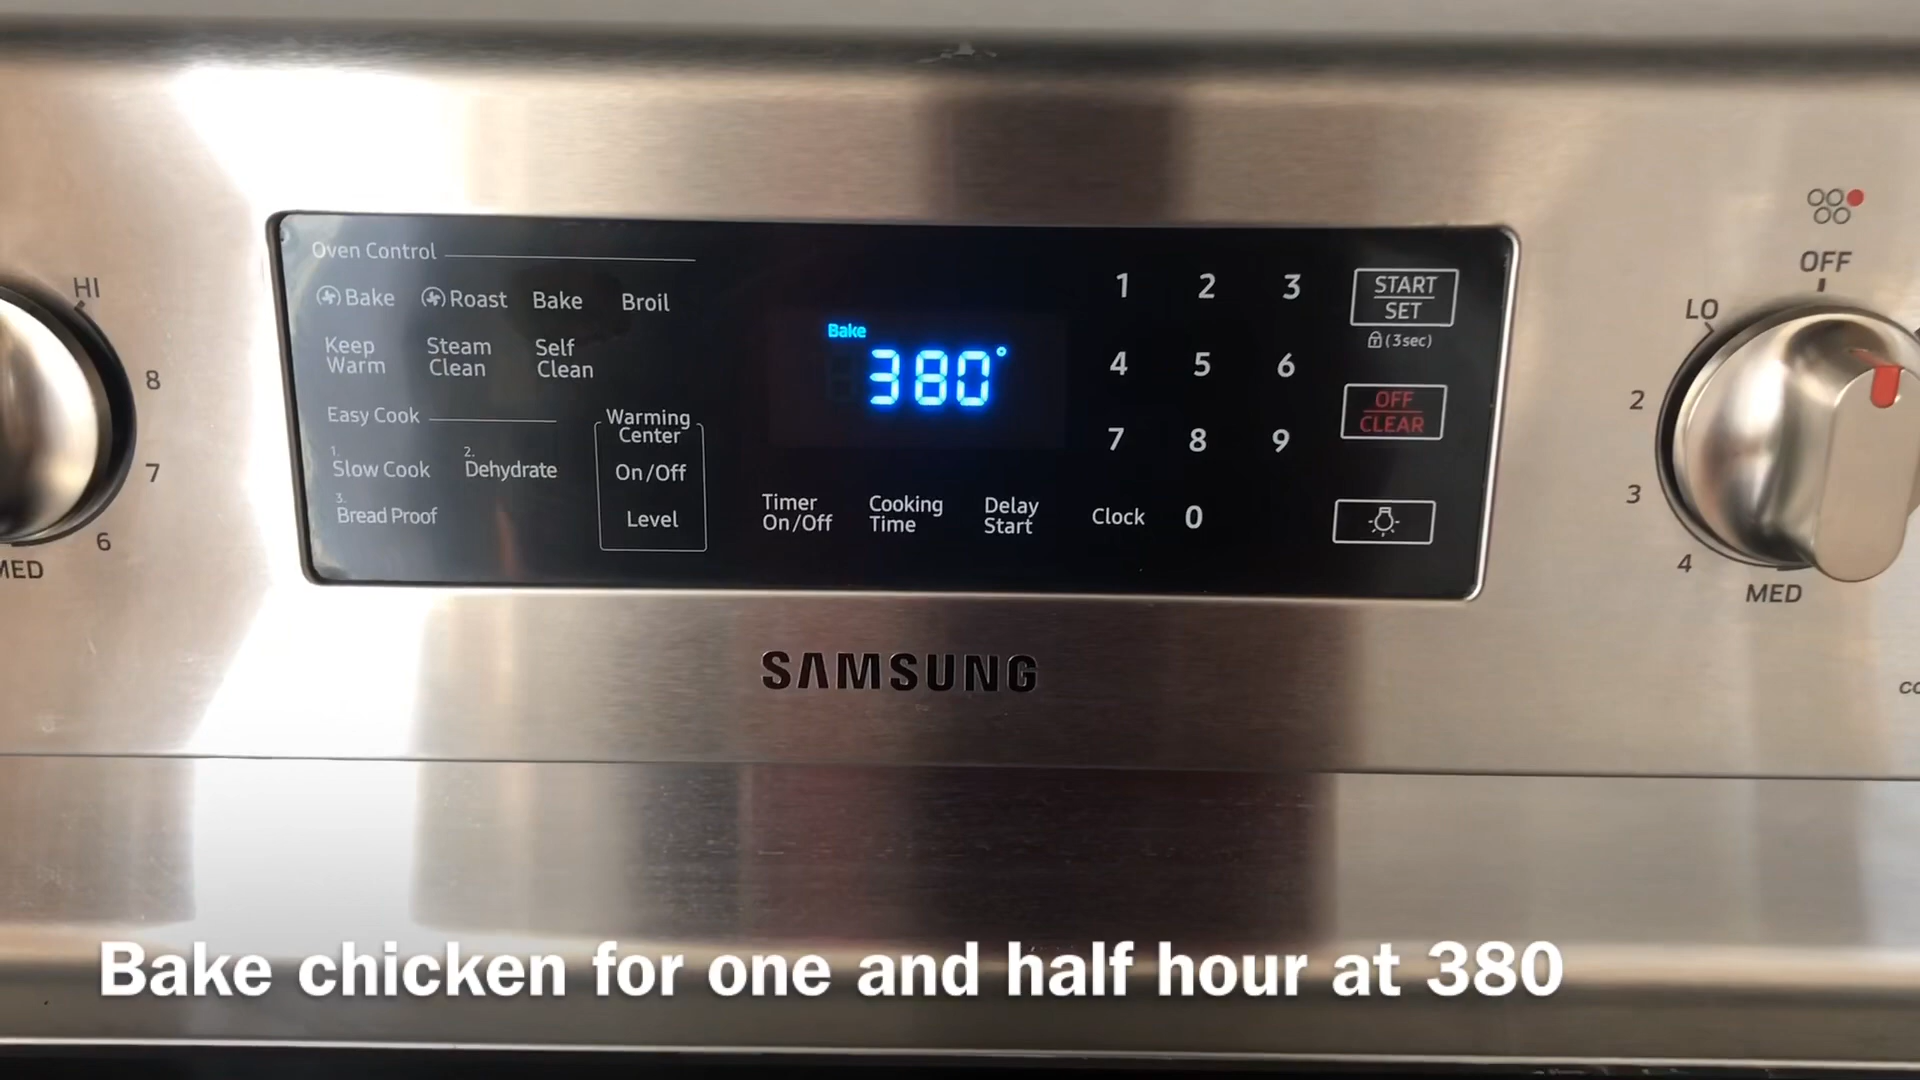 HI
8
7
6
MED
Oven Control
Bake Roast Bake Broil
Keep Warm
Steam Clean
Self Clean
Easy Cook
1. Slow Cook
2. Dehydrate
3. Bread Proof
Warming Center
On/Off
Level
Bake
380°
Timer On/Off
Cooking Time
Delay Start
Clock
1 2 3
4 5 6
7 8 9
0
START
SET
(3sec)
OFF
CLEAR
OFF
LO
2
3
4
MED
SAMSUNG
Bake chicken for one and half hour at 380